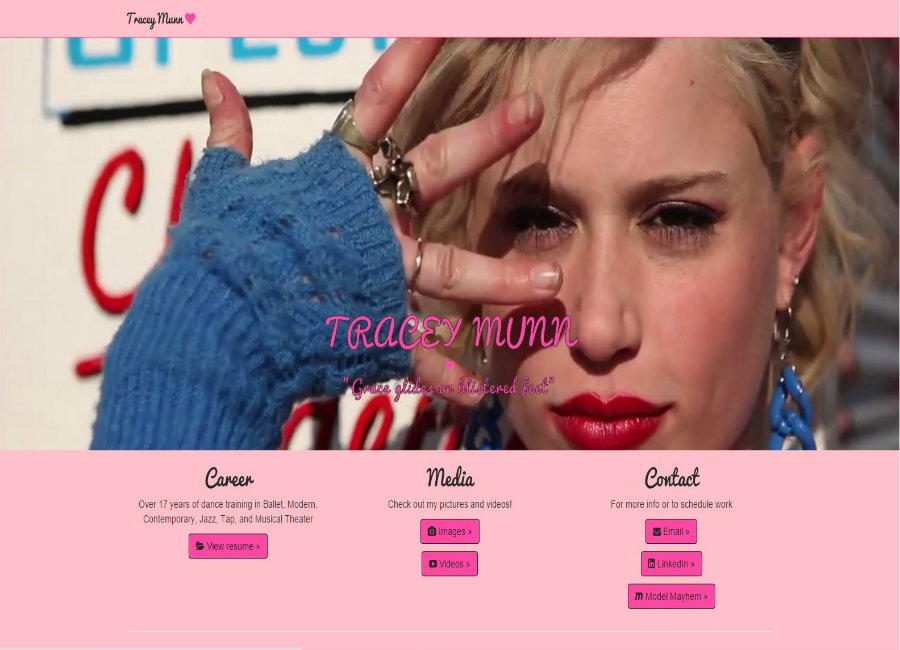 Tracey Munn
TRACEY MUNN
"Grace glides on blistered feet"
Career
Over 17 years of dance training in Ballet, Modern,
Contemporary, Jazz, Tap, and Musical Theater
View resume »
Media
Check out my pictures and videos!
Images »
Videos »
Contact
For more info or to schedule work
Email »
LinkedIn »
Model Mayhem »